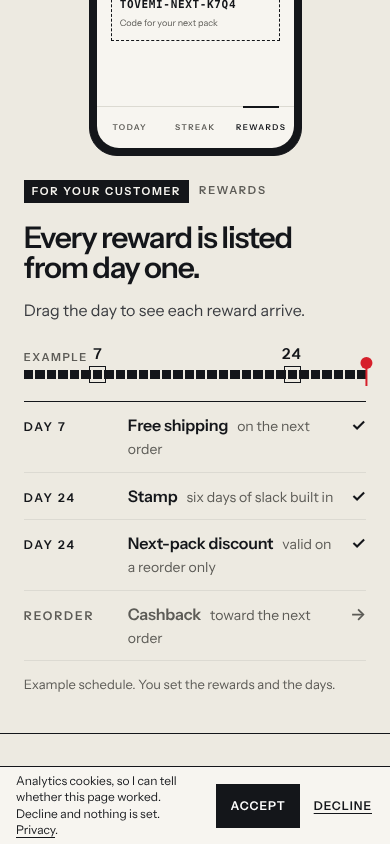 TOVEMI-NEXT-K7Q4
Code for your next pack
TODAY STREAK REWARDS
FOR YOUR CUSTOMER REWARDS
Every reward is listed
from day one.
Drag the day to see each reward arrive.
EXAMPLE 7 24
DAY 7 Free shipping on the next
order
DAY 24 Stamp six days of slack built in
DAY 24 Next-pack discount valid on
a reorder only
REORDER Cashback toward the next
order
Example schedule. You set the rewards and the days.
Analytics cookies, so I can tell
whether this page worked.
Decline and nothing is set.
Privacy.
ACCEPT DECLINE